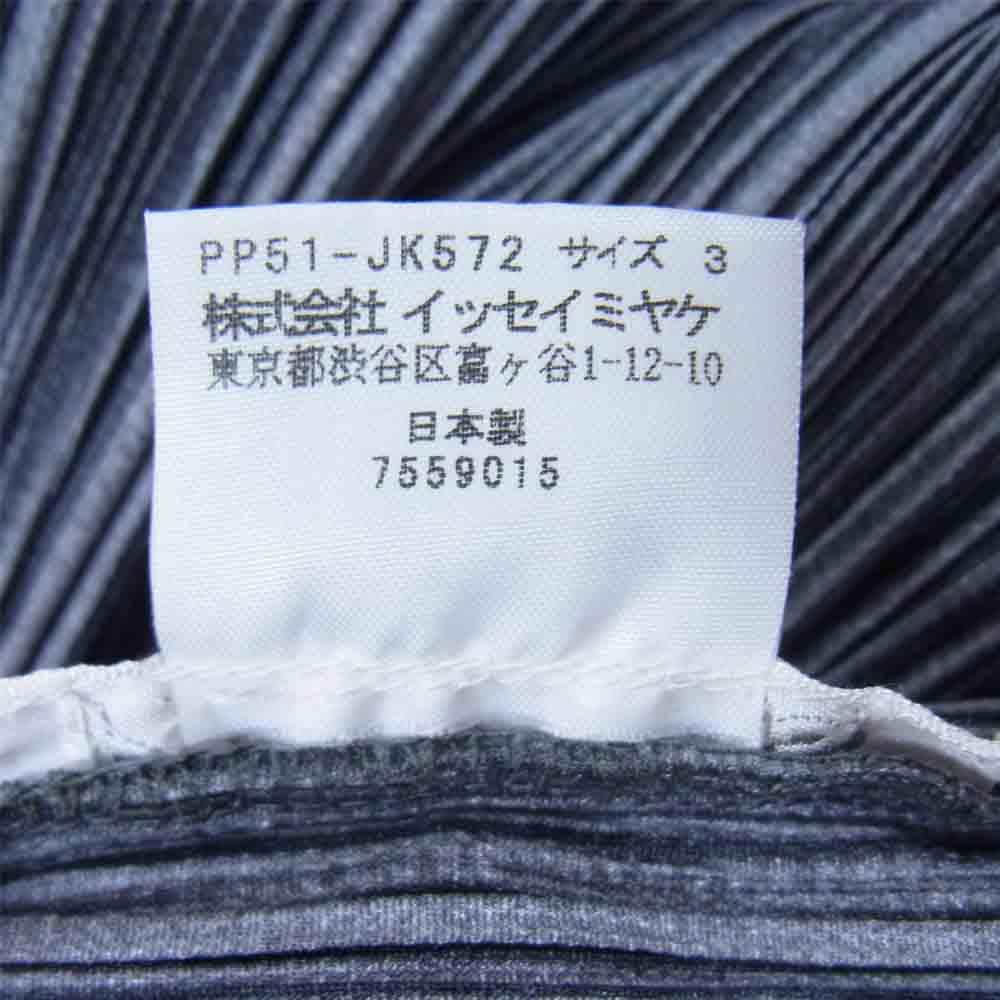 PP51-JK572 サイズ 3
株式会社 イッセイミヤケ
東京都渋谷区富ヶ谷1-12-10
日本製
7559015